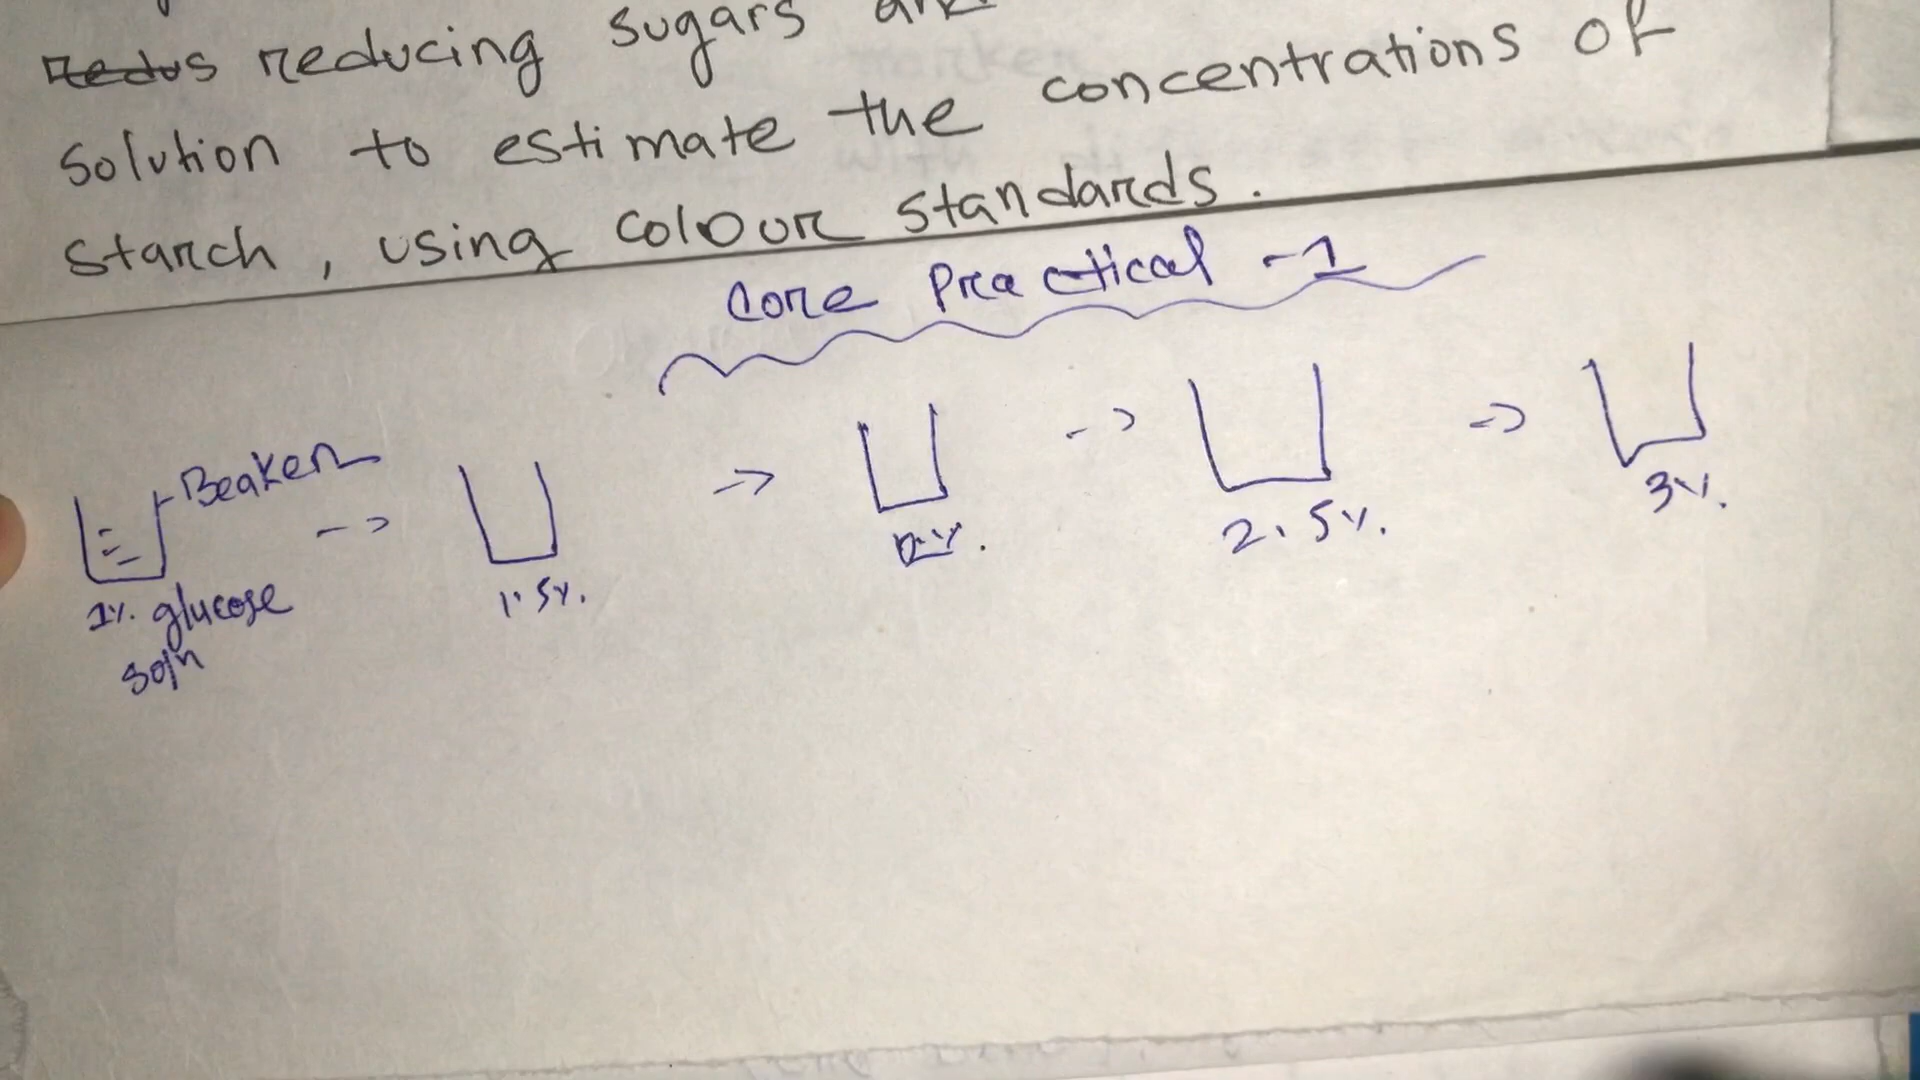 reducing sugars
solution to estimate the concentrations of
starch, using colour standards.
Core Practical -1
Beaker
1%. glucose
soln
1.5%.
2.5%.
3%.